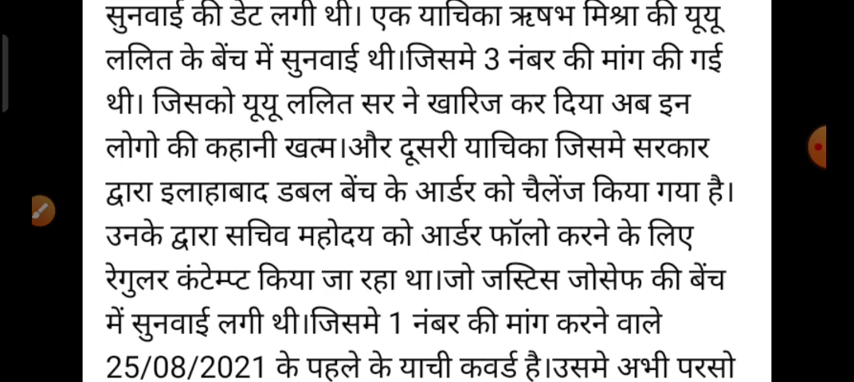 सुनवाई की डेट लगी थी। एक याचिका ऋषभ मिश्रा की यूयू
ललित के बेंच में सुनवाई थी।जिसमे 3 नंबर की मांग की गई
थी। जिसको यूयू ललित सर ने खारिज कर दिया अब इन
लोगो की कहानी खत्म।और दूसरी याचिका जिसमे सरकार
द्वारा इलाहाबाद डबल बेंच के आर्डर को चैलेंज किया गया है।
उनके द्वारा सचिव महोदय को आर्डर फॉलो करने के लिए
रेगुलर कंटेम्प्ट किया जा रहा था।जो जस्टिस जोसेफ की बेंच
में सुनवाई लगी थी।जिसमे 1 नंबर की मांग करने वाले
25/08/2021 के पहले के याची कवर्ड है।उसमे अभी परसो